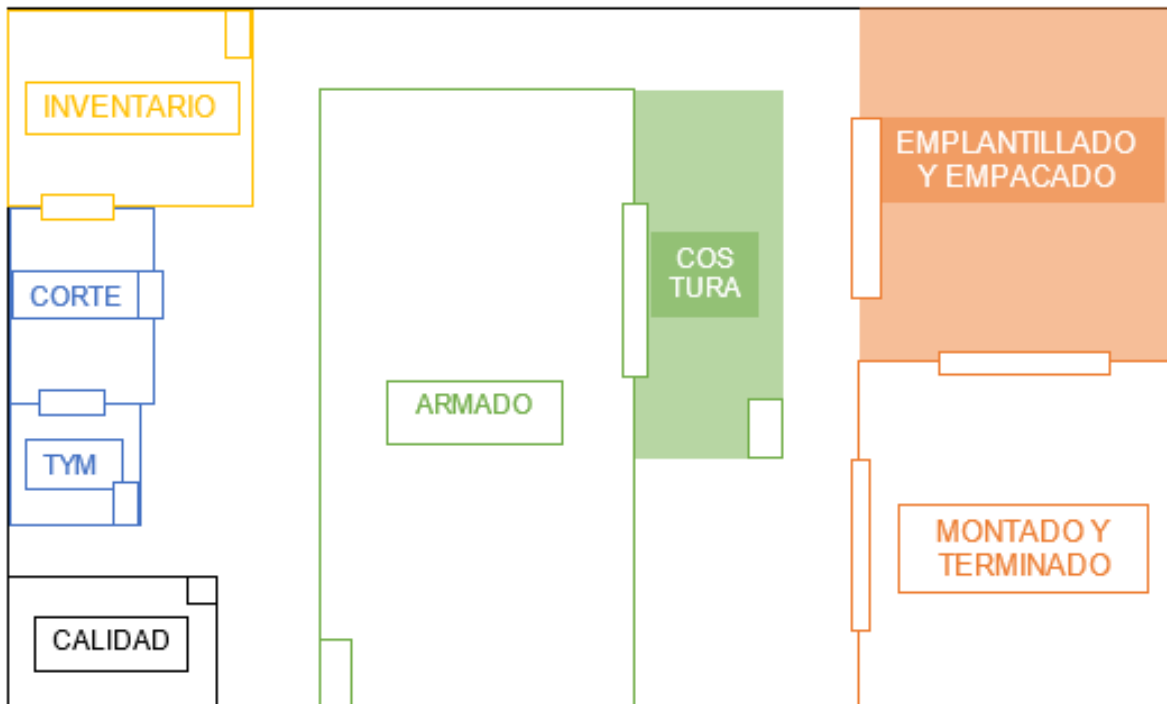 INVENTARIO
EMPLANTILLADO
Y EMPACADO
COS
TURA
CORTE
ARMADO
TYM
MONTADO Y
TERMINADO
CALIDAD